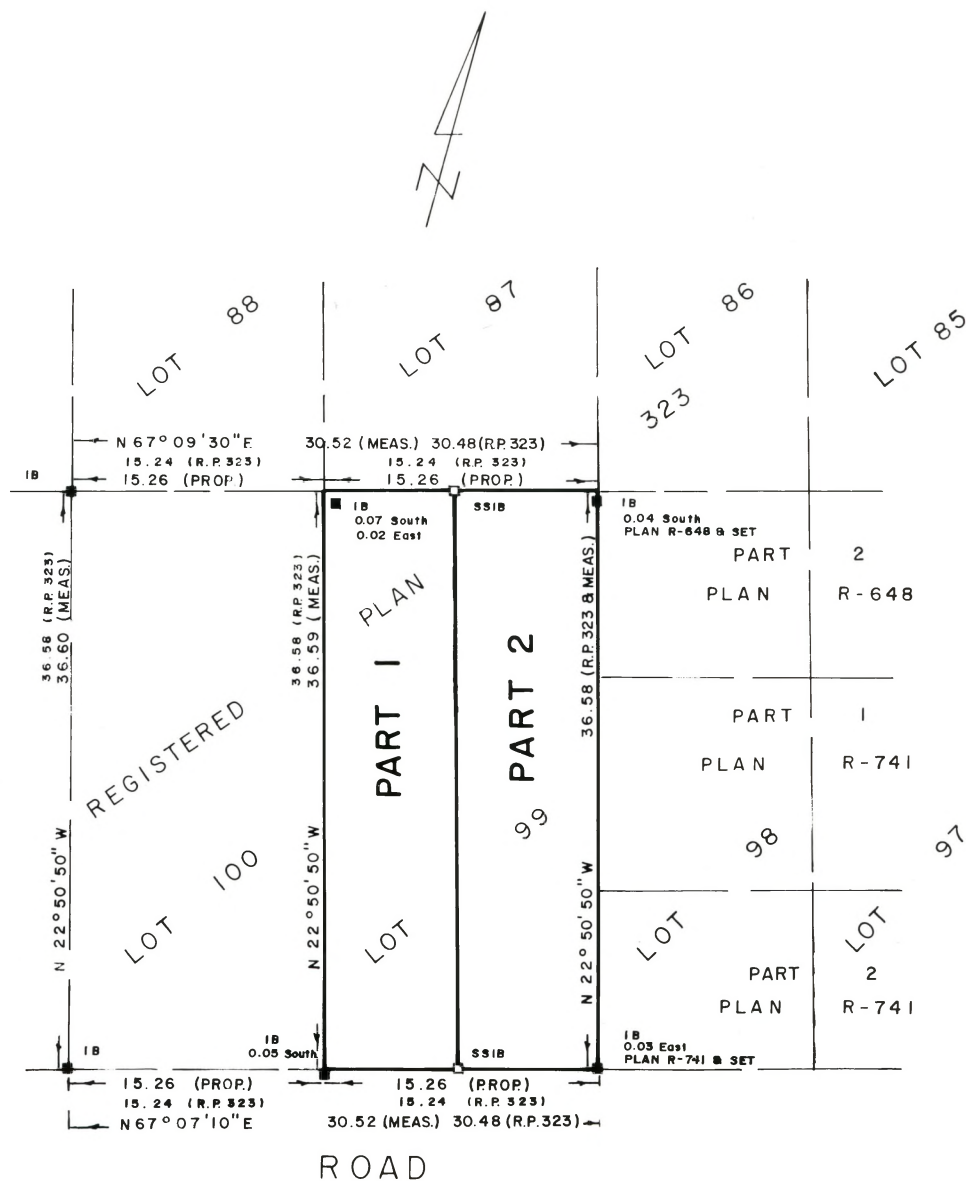 N
LOT 88
LOT 87
LOT 86
LOT 85
323
N 67° 09' 30" E 30.52 (MEAS.) 30.48 (R.P. 323)
15.24 (R.P. 323) 15.24 (R.P. 323)
15.26 (PROP.) 15.26 (PROP.)
IB
IB
0.07 South
0.02 East
SSIB
IB
0.04 South
PLAN R-648 & SET
36.58 (R.P. 323)
36.60 (MEAS.)
36.58 (R.P. 323)
36.59 (MEAS.)
36.58 (R.P. 323 & MEAS.)
PART 2
PLAN R-648
PLAN
PART 1
PART 2
REGISTERED
PART 1
PLAN R-741
N 22° 50' 50" W
N 22° 50' 50" W
N 22° 50' 50" W
LOT 100
LOT 99
LOT 98
LOT 97
PART 2
PLAN R-741
IB
IB
0.05 South
SSIB
IB
0.03 East
PLAN R-741 & SET
15.26 (PROP.) 15.26 (PROP.)
15.24 (R.P. 323) 15.24 (R.P. 323)
N 67° 07' 10" E 30.52 (MEAS.) 30.48 (R.P. 323)
ROAD